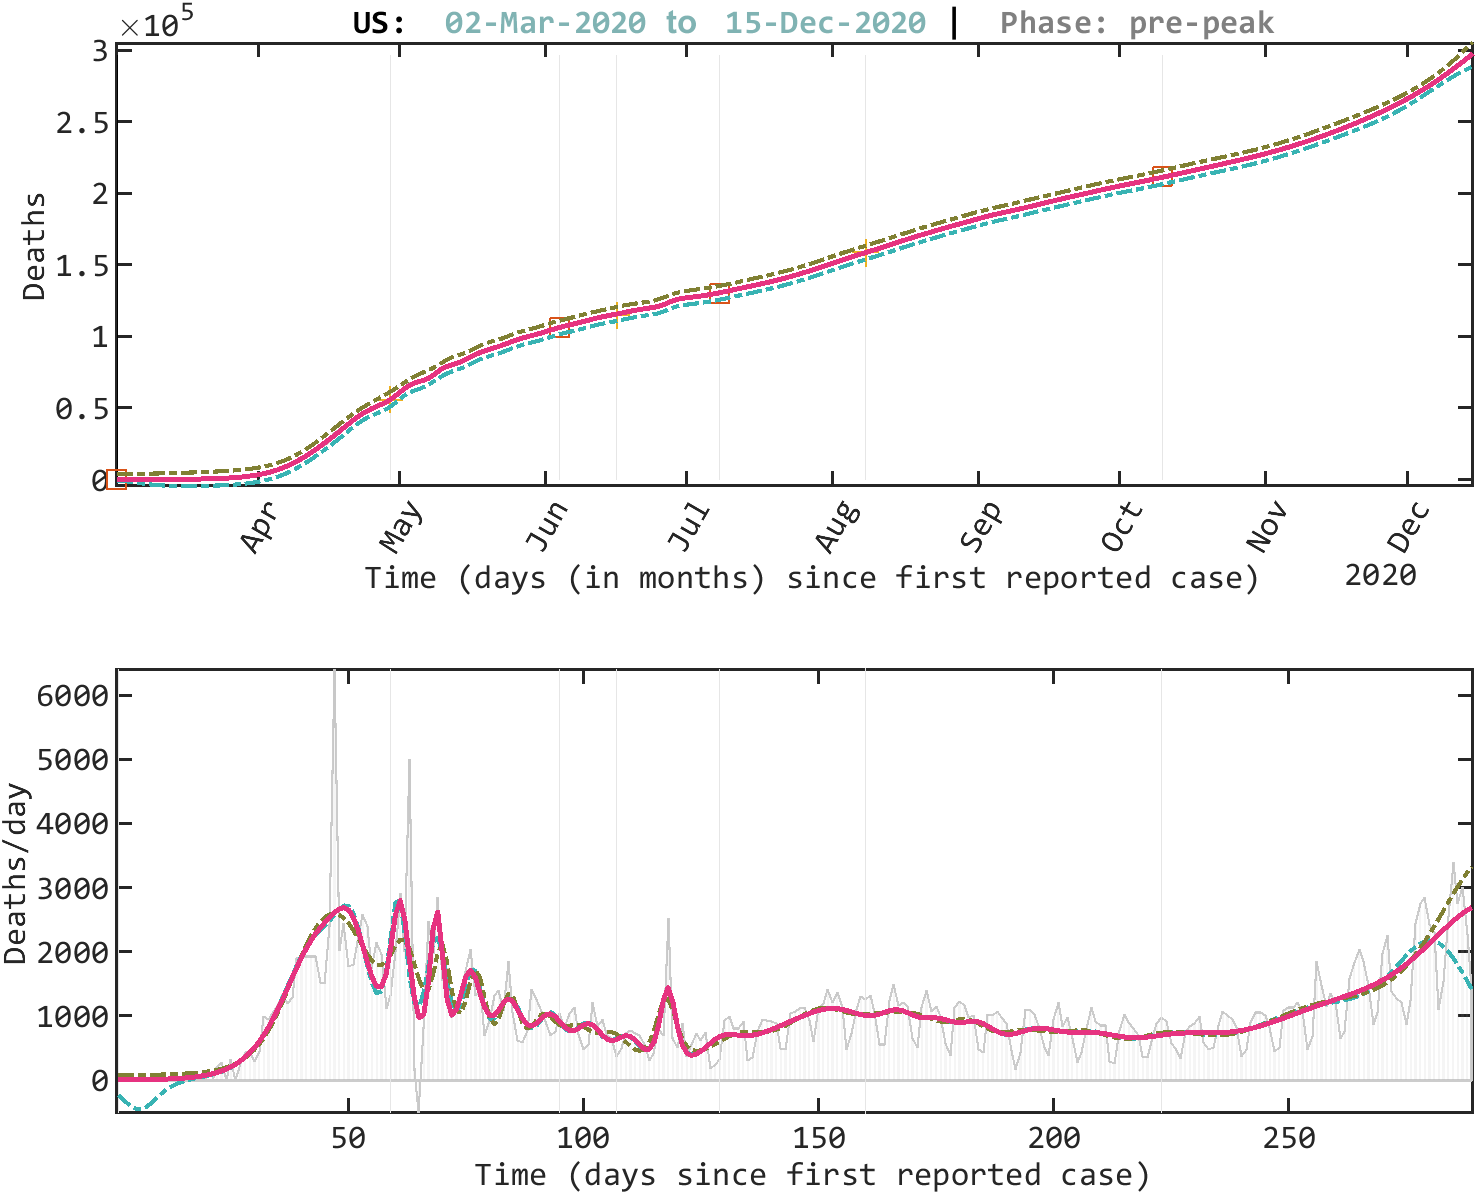 ×10^5 US: 02-Mar-2020 to 15-Dec-2020 | Phase: pre-peak
3
2.5
2
1.5
1
0.5
0
Deaths
Apr May Jun Jul Aug Sep Oct Nov Dec
Time (days (in months) since first reported case) 2020
6000
5000
4000
3000
2000
1000
0
Deaths/day
50 100 150 200 250
Time (days since first reported case)